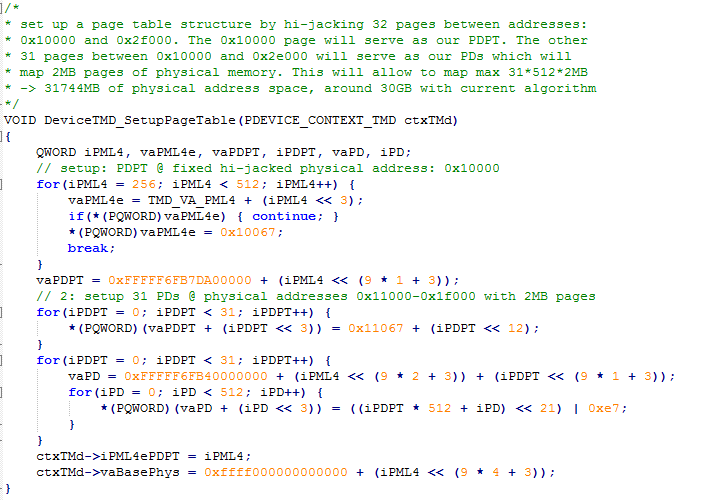 /*
* set up a page table structure by hi-jacking 32 pages between addresses:
* 0x10000 and 0x2f000. The 0x10000 page will serve as our PDPT. The other
* 31 pages between 0x10000 and 0x2e000 will serve as our PDs which will
* map 2MB pages of physical memory. This will allow to map max 31*512*2MB
* -> 31744MB of physical address space, around 30GB with current algorithm
*/
VOID DeviceTMD_SetupPageTable(PDEVICE_CONTEXT_TMD ctxTMd)
{
    QWORD iPML4, vaPML4e, vaPDPT, iPDPT, vaPD, iPD;
    // setup: PDPT @ fixed hi-jacked physical address: 0x10000
    for(iPML4 = 256; iPML4 < 512; iPML4++) {
        vaPML4e = TMD_VA_PML4 + (iPML4 << 3);
        if(*(PQWORD)vaPML4e) { continue; }
        *(PQWORD)vaPML4e = 0x10067;
        break;
    }
    vaPDPT = 0xFFFFF6FB7DA00000 + (iPML4 << (9 * 1 + 3));
    // 2: setup 31 PDs @ physical addresses 0x11000-0x1f000 with 2MB pages
    for(iPDPT = 0; iPDPT < 31; iPDPT++) {
        *(PQWORD)(vaPDPT + (iPDPT << 3)) = 0x11067 + (iPDPT << 12);
    }
    for(iPDPT = 0; iPDPT < 31; iPDPT++) {
        vaPD = 0xFFFFF6FB40000000 + (iPML4 << (9 * 2 + 3)) + (iPDPT << (9 * 1 + 3));
        for(iPD = 0; iPD < 512; iPD++) {
            *(PQWORD)(vaPD + (iPD << 3)) = ((iPDPT * 512 + iPD) << 21) | 0xe7;
        }
    }
    ctxTMd->iPML4ePDPT = iPML4;
    ctxTMd->vaBasePhys = 0xffff000000000000 + (iPML4 << (9 * 4 + 3));
}